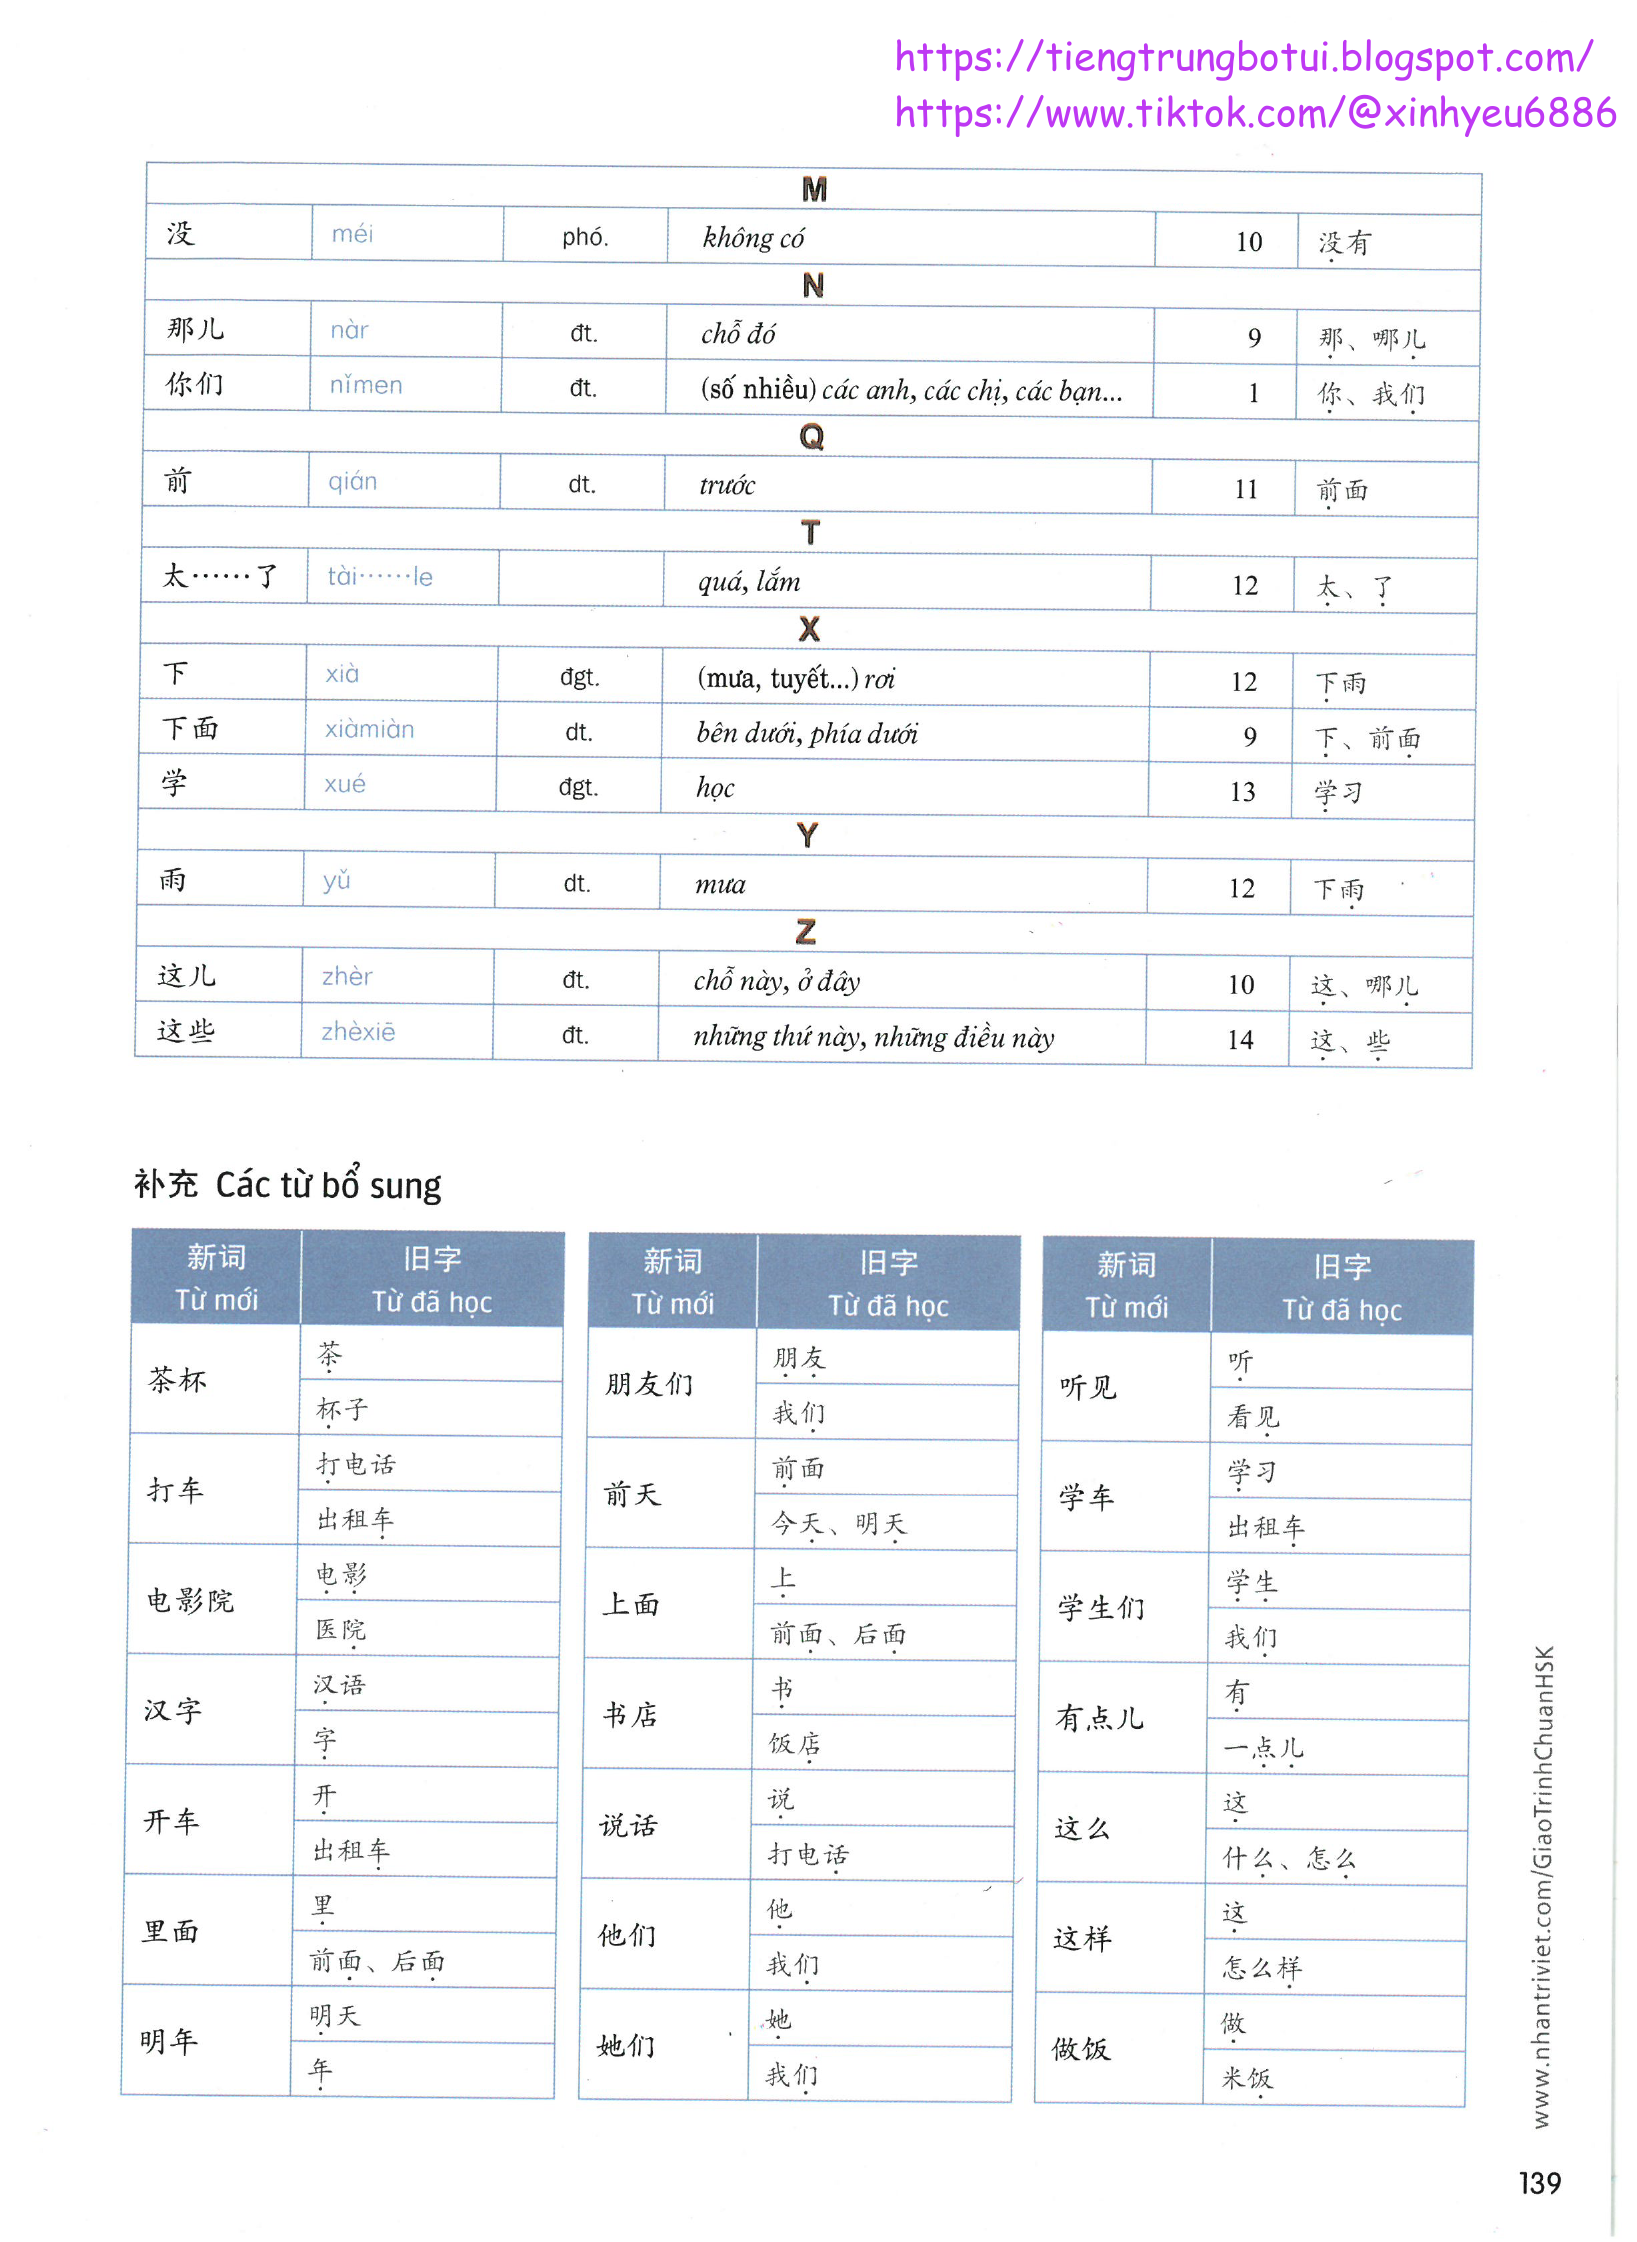 https://tiengtrungbotui.blogspot.com/
https://www.tiktok.com/@xinhyeu6886
M
没 méi phó. không có 10 没有
N
那儿 nàr đt. chỗ đó 9 那、哪儿
你们 nǐmen đt. (số nhiều) các anh, các chị, các bạn... 1 你、我们
Q
前 qián dt. trước 11 前面
T
太……了 tài……le quá, lắm 12 太、了
X
下 xià đgt. (mưa, tuyết...) rơi 12 下雨
下面 xiàmiàn dt. bên dưới, phía dưới 9 下、前面
学 xué đgt. học 13 学习
Y
雨 yǔ dt. mưa 12 下雨
Z
这儿 zhèr đt. chỗ này, ở đây 10 这、哪儿
这些 zhèxiē đt. những thứ này, những điều này 14 这、些
补充 Các từ bổ sung
新词 旧字
Từ mới Từ đã học
茶杯
茶
杯子
打车
打电话
出租车
电影院
电影
医院
汉字
汉语
字
开车
开
出租车
里面
里
前面、后面
明年
明天
年
新词 旧字
Từ mới Từ đã học
朋友们
朋友
我们
前天
前面
今天、明天
上面
上
前面、后面
书店
书
饭店
说话
说
打电话
他们
他
我们
她们
她
我们
新词 旧字
Từ mới Từ đã học
听见
听
看见
学车
学习
出租车
学生们
学生
我们
有点儿
有
一点儿
这么
这
什么、怎么
这样
这
怎么样
做饭
做
米饭
www.nhantriviet.com/GiaoTrinhChuanHSK
139